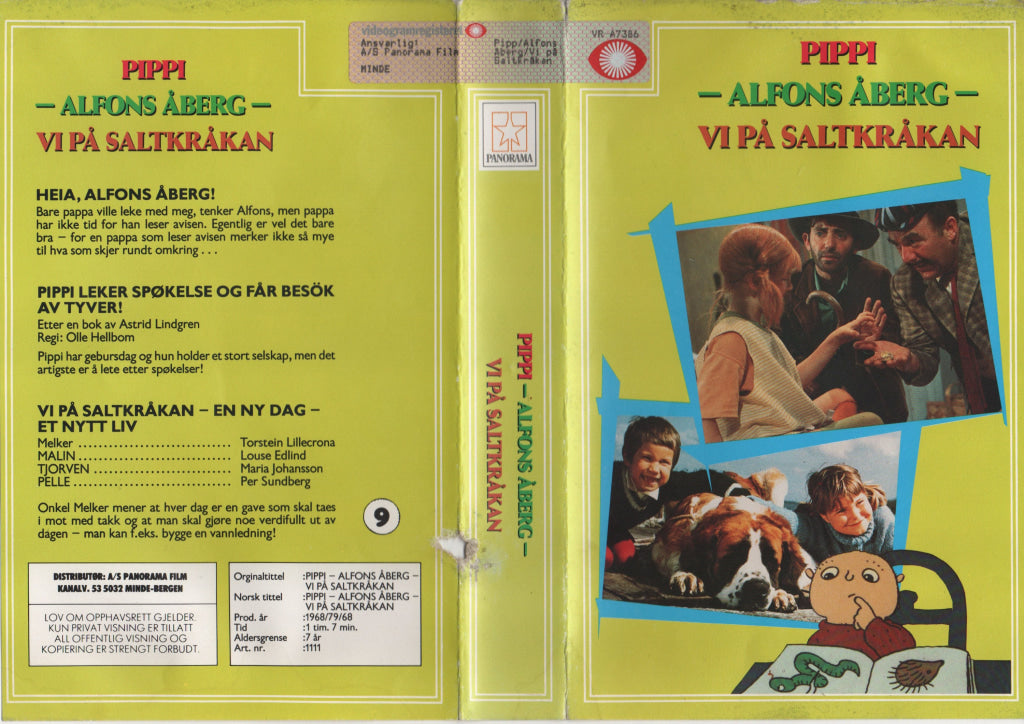 PIPPI
— ALFONS ÅBERG —
VI PÅ SALTKRÅKAN
HEIA, ALFONS ÅBERG!
Bare pappa ville leke med meg, tenker Alfons, men pappa
har ikke tid for han leser avisen. Egentlig er vel det bare
bra – for en pappa som leser avisen merker ikke så mye
til hva som skjer rundt omkring . . .
PIPPI LEKER SPØKELSE OG FÅR BESÖK
AV TYVER!
Etter en bok av Astrid Lindgren
Regi: Olle Hellbom
Pippi har gebursdag og hun holder et stort selskap, men det
artigste er å lete etter spøkelser!
VI PÅ SALTKRÅKAN – EN NY DAG –
ET NYTT LIV
Melker .............................. Torstein Lillecrona
MALIN .............................. Louse Edlind
TJORVEN .............................. Maria Johansson
PELLE .............................. Per Sundberg
Onkel Melker mener at hver dag er en gave som skal taes
i mot med takk og at man skal gjøre noe verdifullt ut av
dagen – man kan f.eks. bygge en vannledning!
9
DISTRIBUTØR: A/S PANORAMA FILM
KANALV. 53 5032 MINDE-BERGEN
LOV OM OPPHAVSRETT GJELDER.
KUN PRIVAT VISNING ER TILLATT
ALL OFFENTLIG VISNING OG
KOPIERING ER STRENGT FORBUDT.
Orginaltittel :PIPPI – ALFONS ÅBERG –
VI PÅ SALTKRÅKAN
Norsk tittel :PIPPI – ALFONS ÅBERG –
VI PÅ SALTKRÅKAN
Prod. år :1968/79/68
Tid :1 tim. 7 min.
Aldersgrense :7 år
Art. nr. :1111
videogramregisteret
Ansvarlig:
A/S Panorama Film
MINDE
Pipp/Alfons
Åberg/Vi på
Saltkråkan
VR A7386
PANORAMA
PIPPI – ALFONS ÅBERG –
VI PÅ SALTKRÅKAN
PIPPI
— ALFONS ÅBERG —
VI PÅ SALTKRÅKAN